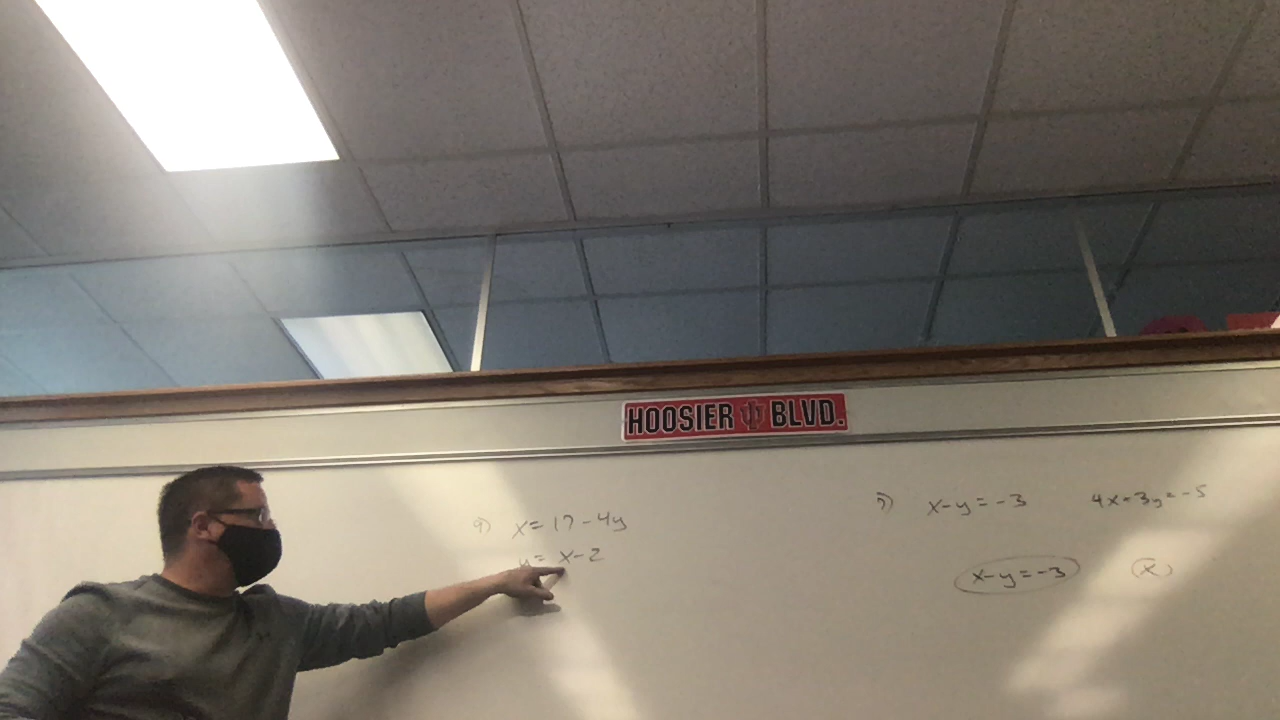 HOOSIER BLVD.
9) x = 17 - 4y
y = x - 2
7) x - y = -3 4x + 3y = -5
x - y = -3 (x)